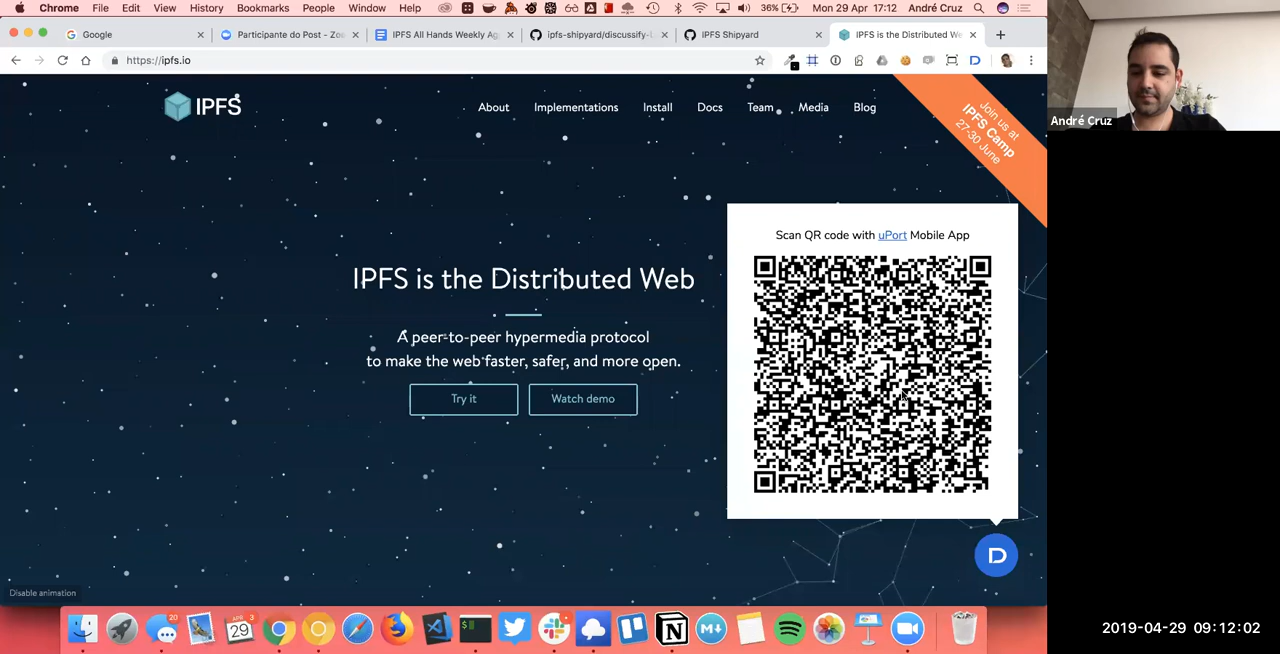 Chrome File Edit View History Bookmarks People Window Help 36% Mon 29 Apr 17:12 André Cruz
Google Participante do Post - Zoo IPFS All Hands Weekly Ag ipfs-shipyard/discussify- IPFS Shipyard IPFS is the Distributed We
https://ipfs.io
IPFS About Implementations Install Docs Team Media Blog
Join us at
IPFS Camp
27-30 June
André Cruz
Scan QR code with uPort Mobile App
IPFS is the Distributed Web
A peer-to-peer hypermedia protocol
to make the web faster, safer, and more open.
Try it Watch demo
D
Disable animation
20
APR 3
29
2019-04-29 09:12:02